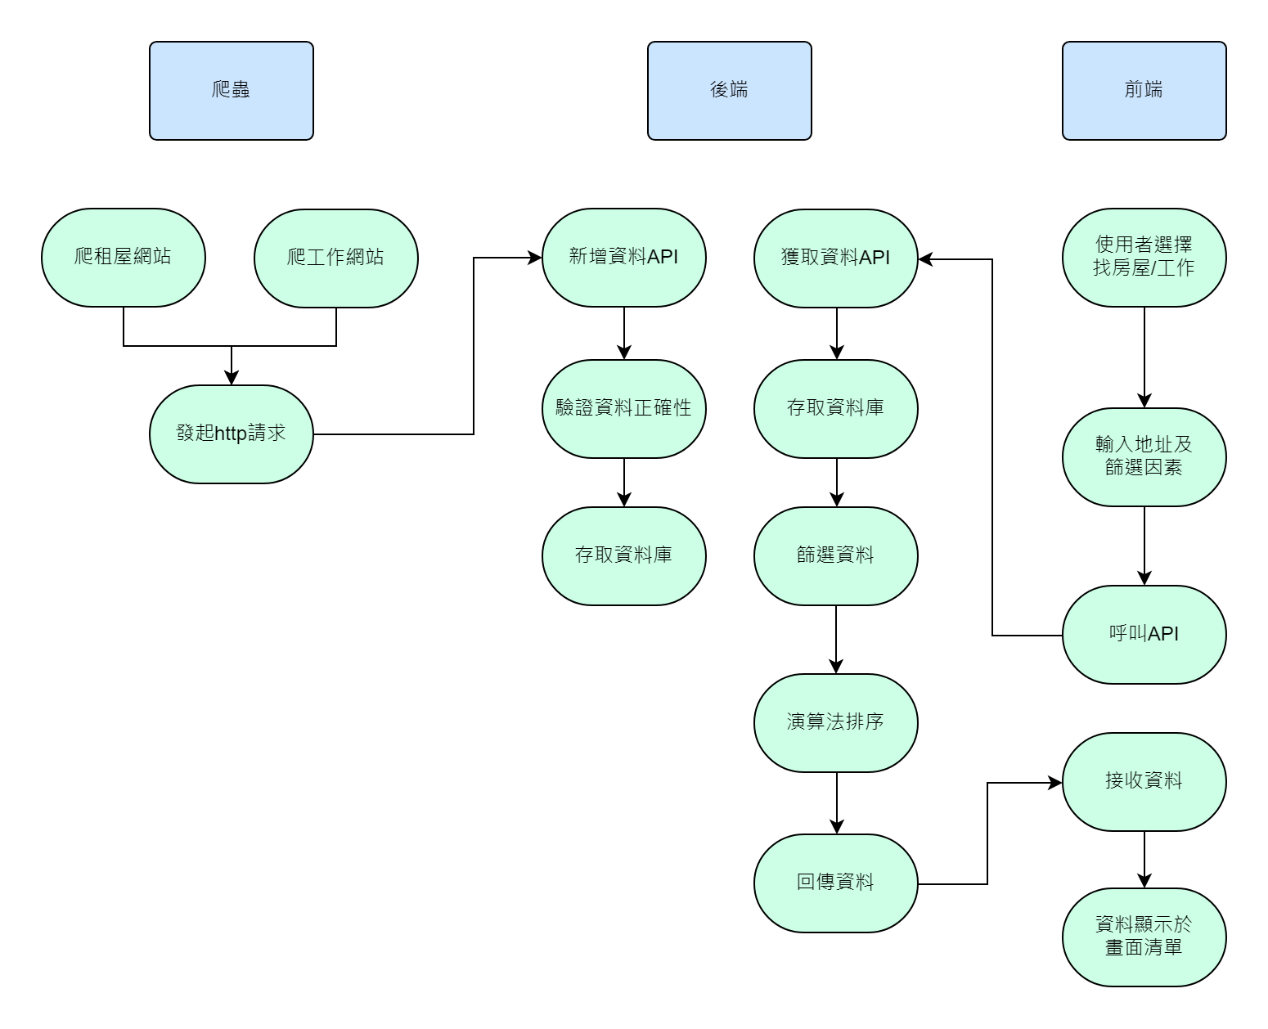 爬蟲
後端
前端
爬租屋網站
爬工作網站
發起http請求
新增資料API
驗證資料正確性
存取資料庫
獲取資料API
存取資料庫
篩選資料
演算法排序
回傳資料
使用者選擇
找房屋/工作
輸入地址及
篩選因素
呼叫API
接收資料
資料顯示於
畫面清單